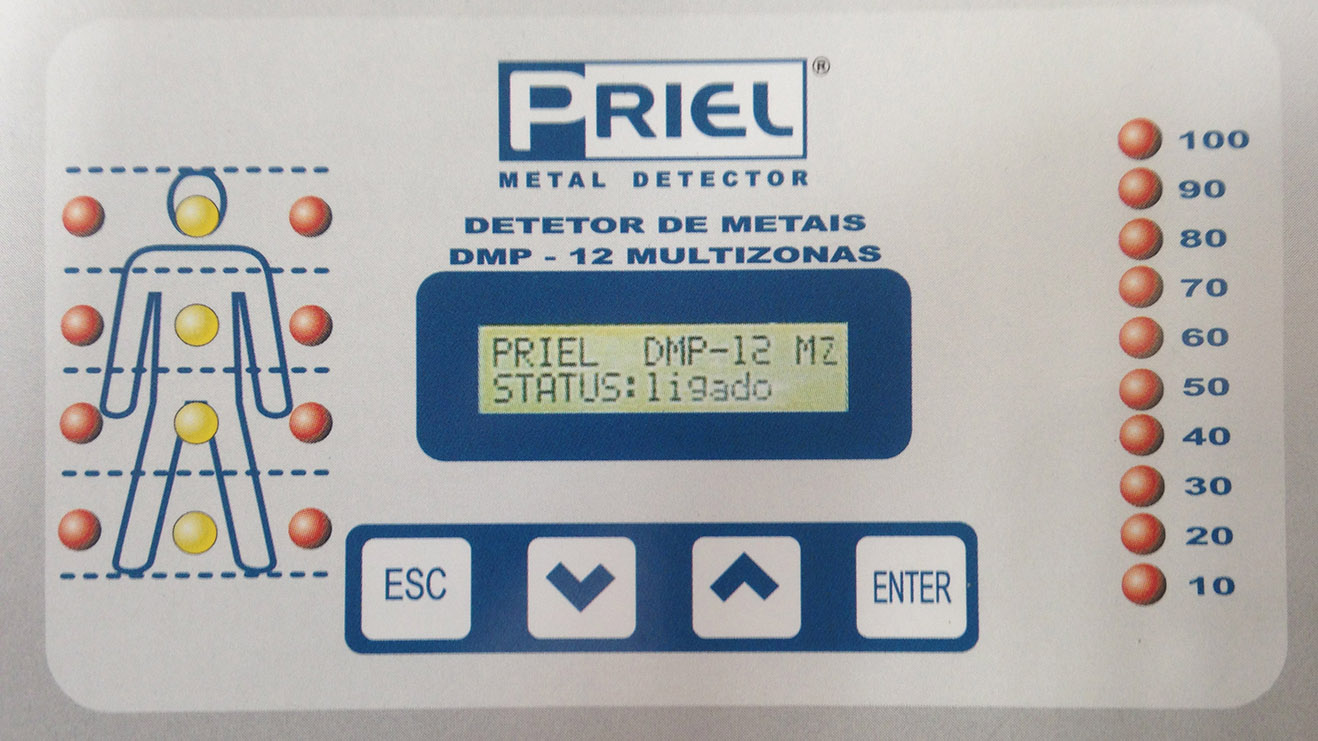 PRIEL®
METAL DETECTOR
DETETOR DE METAIS
DMP - 12 MULTIZONAS
PRIEL DMP-12 MZ
STATUS:ligado
ESC
ENTER
100
90
80
70
60
50
40
30
20
10